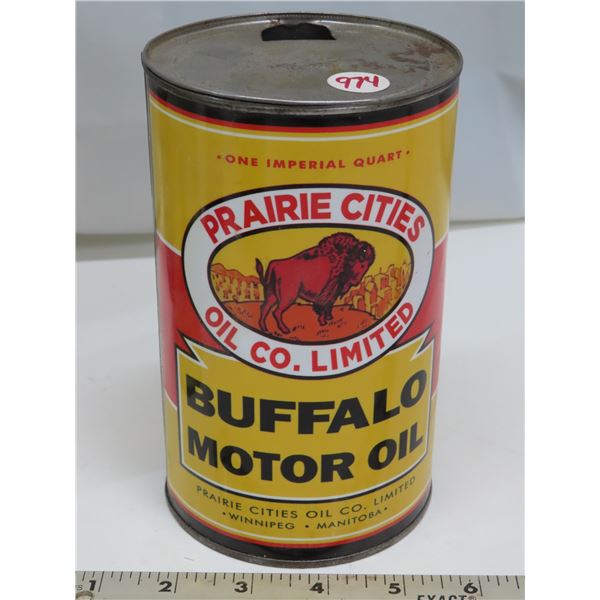 974
•ONE IMPERIAL QUART•
PRAIRIE CITIES
OIL CO. LIMITED
BUFFALO
MOTOR OIL
PRAIRIE CITIES OIL CO. LIMITED
•WINNIPEG • MANITOBA•
1 2 3 4 5 6
EXACT